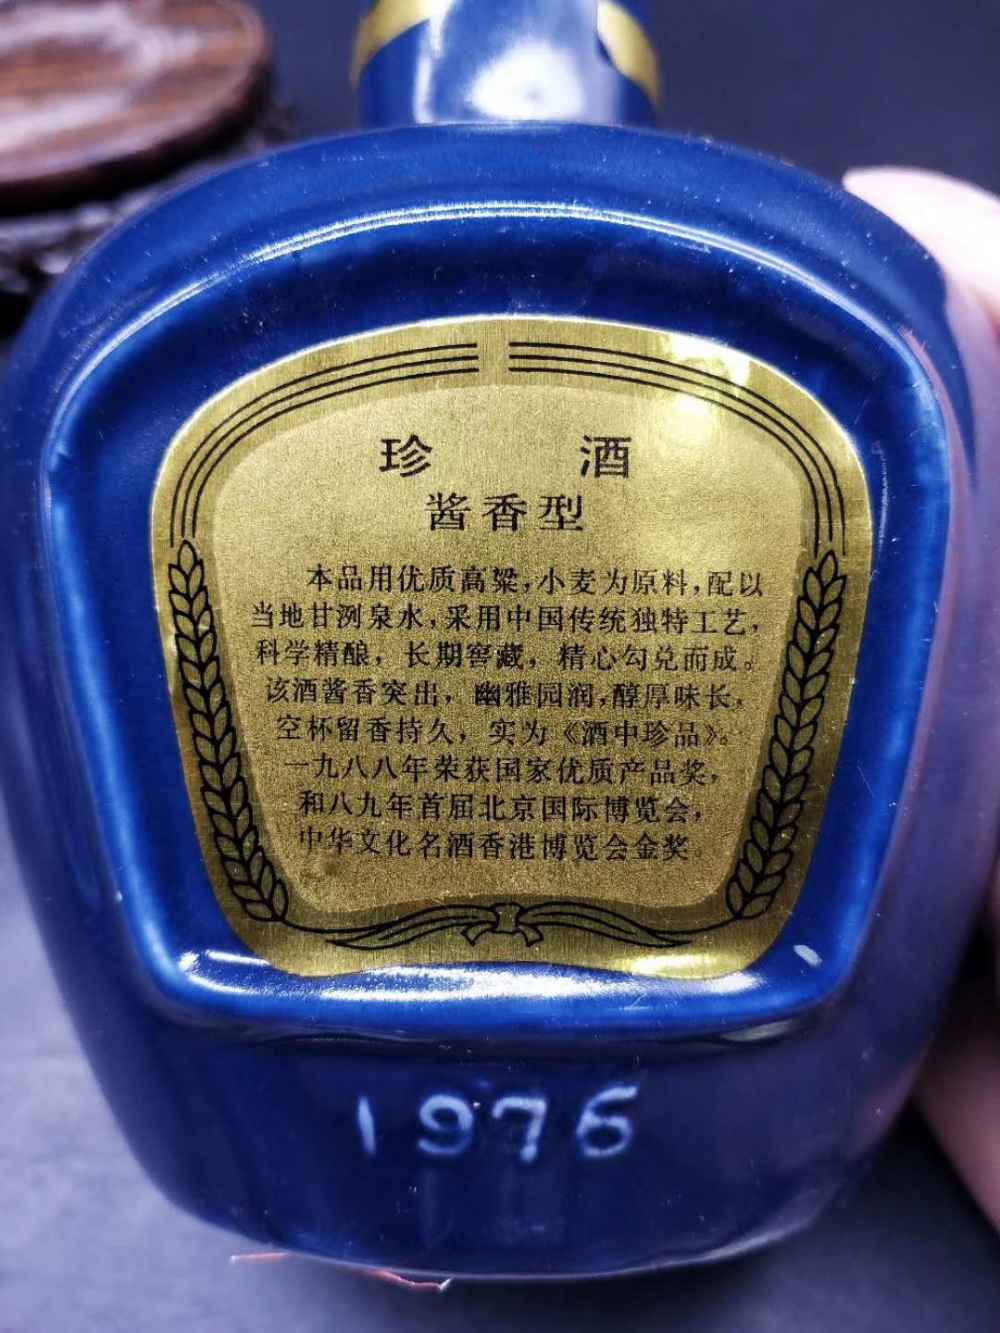 珍 酒
酱香型
本品用优质高粱,小麦为原料,配以
当地甘洌泉水,采用中国传统独特工艺,
科学精酿,长期窖藏,精心勾兑而成。
该酒酱香突出,幽雅园润,醇厚味长,
空杯留香持久,实为《酒中珍品》。
一九八八年荣获国家优质产品奖,
和八九年首届北京国际博览会,
中华文化名酒香港博览会金奖。
1976